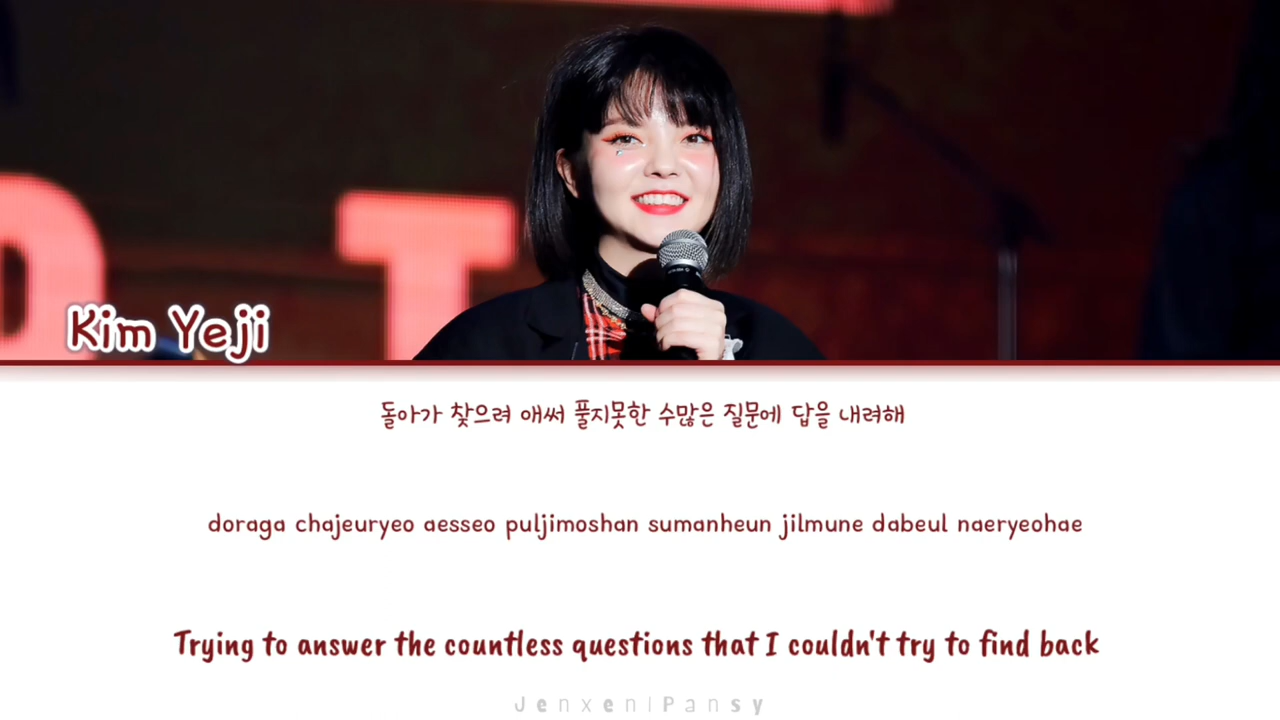 Kim Yeji
돌아가 찾으려 애써 풀지못한 수많은 질문에 답을 내려해
doraga chajeuryeo aesseo puljimoshan sumanheun jilmune dabeul naeryeohae
Trying to answer the countless questions that I couldn't try to find back
Jenxen|Pansy